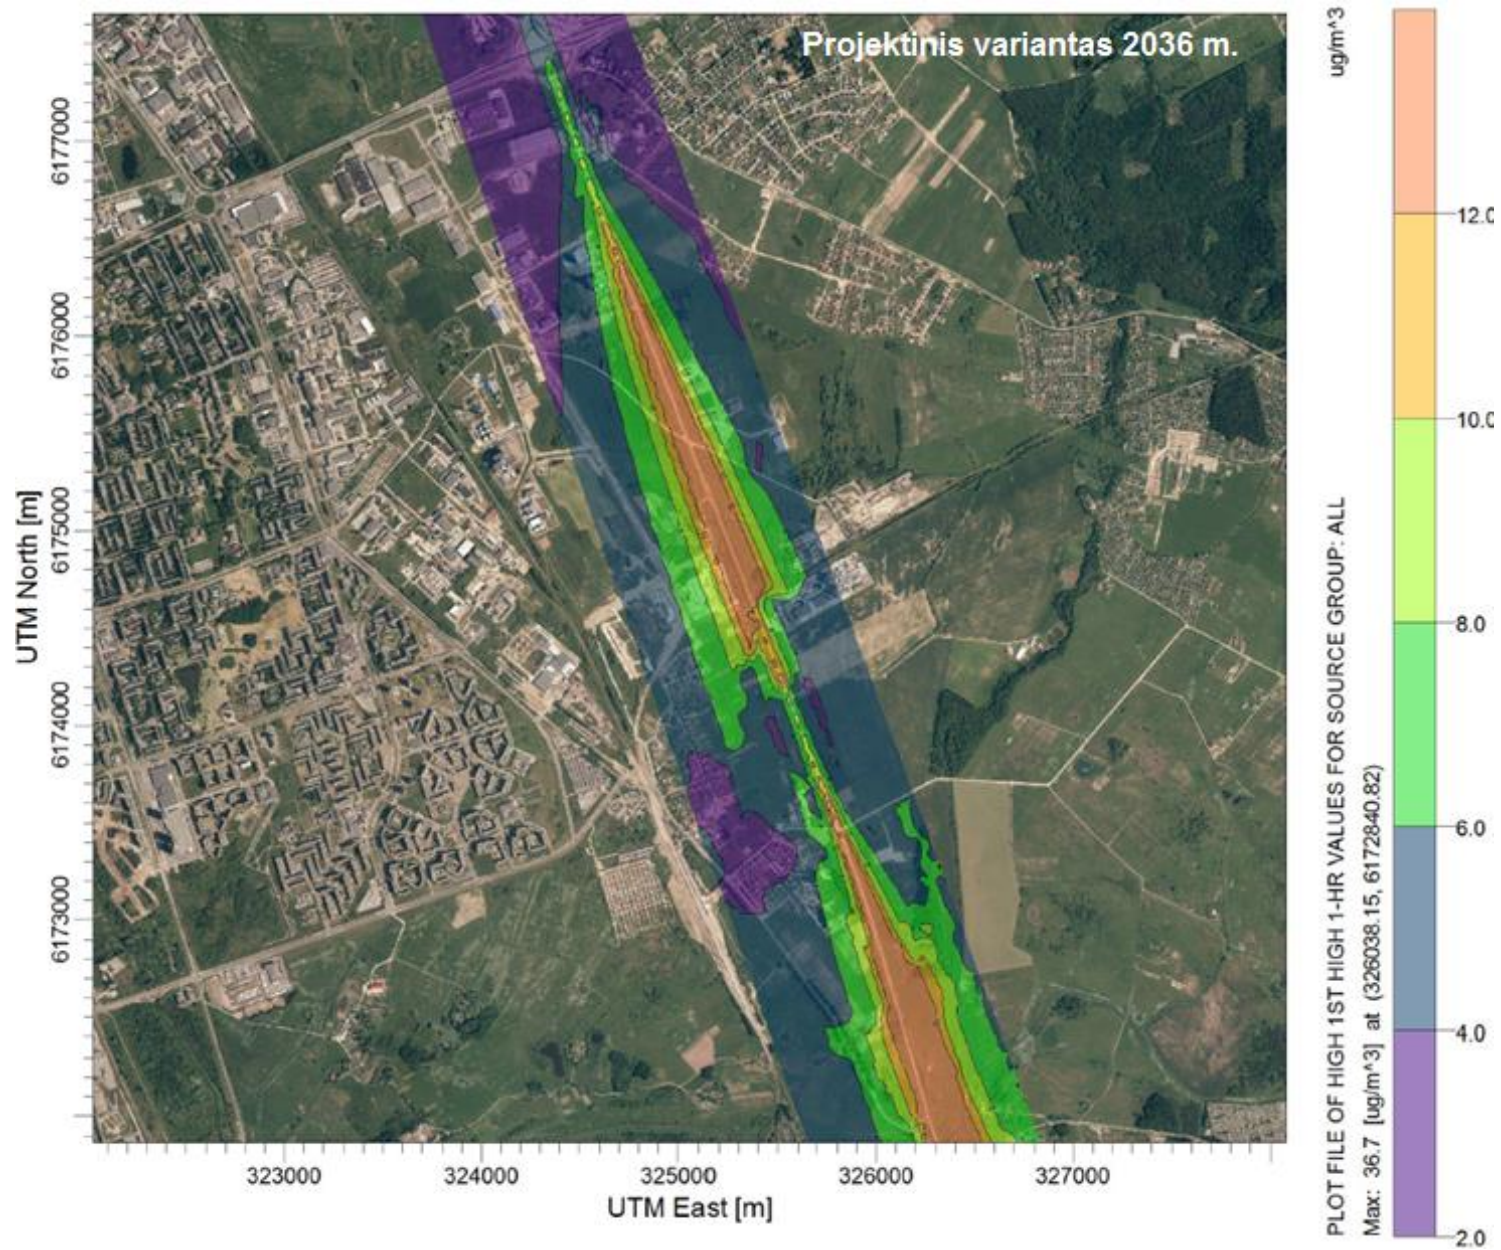 Projektinis variantas 2036 m.
ug/m^3
UTM North [m]
6177000
6176000
6175000
6174000
6173000
323000
324000
325000
326000
327000
UTM East [m]
PLOT FILE OF HIGH 1ST HIGH 1-HR VALUES FOR SOURCE GROUP: ALL
Max: 36.7 [ug/m^3] at (326038.15, 6172840.82)
12.0
10.0
8.0
6.0
4.0
2.0